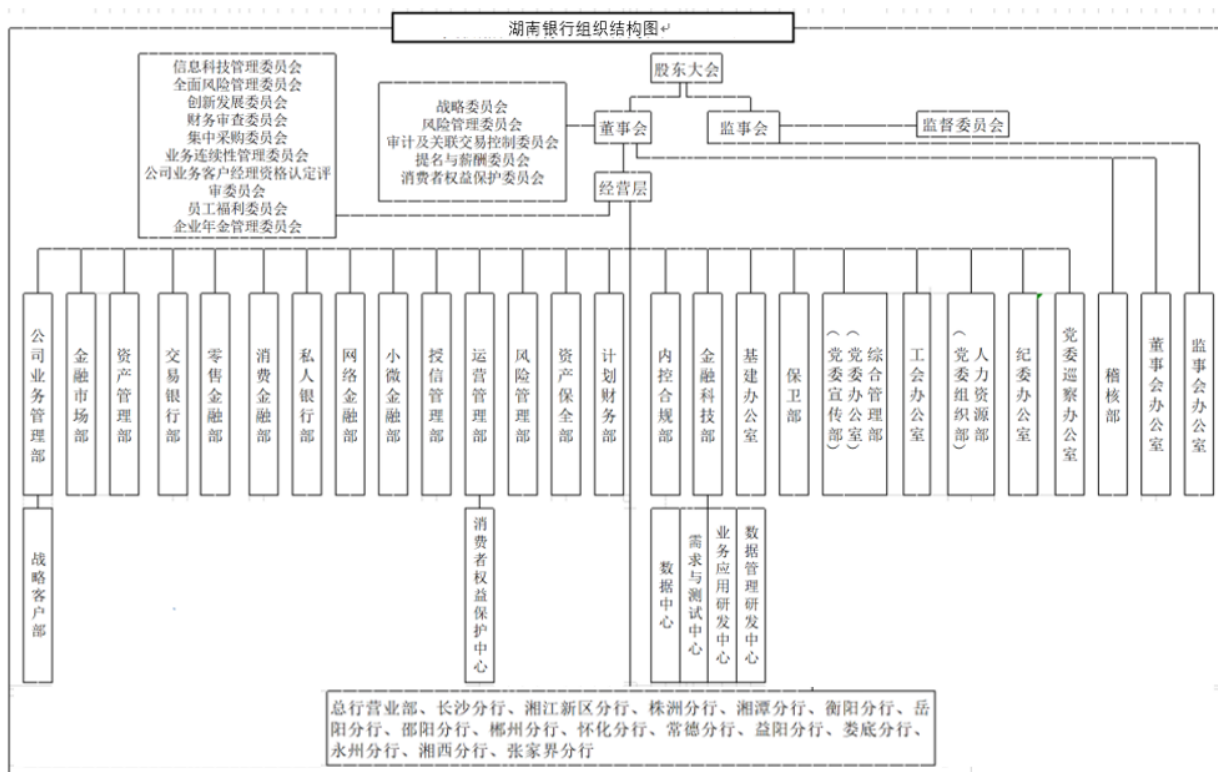 湖南银行组织结构图
信息科技管理委员会
全面风险管理委员会
创新发展委员会
财务审查委员会
集中采购委员会
业务连续性管理委员会
公司业务客户经理资格认定评
审委员会
员工福利委员会
企业年金管理委员会
战略委员会
风险管理委员会
审计及关联交易控制委员会
提名与薪酬委员会
消费者权益保护委员会
股东大会
董事会
监事会
监督委员会
经营层
公司业务管理部
金融市场部
资产管理部
交易银行部
零售金融部
消费金融部
私人银行部
网络金融部
小微金融部
授信管理部
运营管理部
风险管理部
资产保全部
计划财务部
内控合规部
金融科技部
基建办公室
保卫部
综合管理部
（党委办公室）
（党委宣传部）
工会办公室
人力资源部
（党委组织部）
纪委办公室
党委巡察办公室
稽核部
董事会办公室
监事会办公室
战略客户部
消费者权益保护中心
数据中心
需求与测试中心
业务应用研发中心
数据管理研发中心
总行营业部、长沙分行、湘江新区分行、株洲分行、湘潭分行、衡阳分行、岳
阳分行、邵阳分行、郴州分行、怀化分行、常德分行、益阳分行、娄底分行、
永州分行、湘西分行、张家界分行